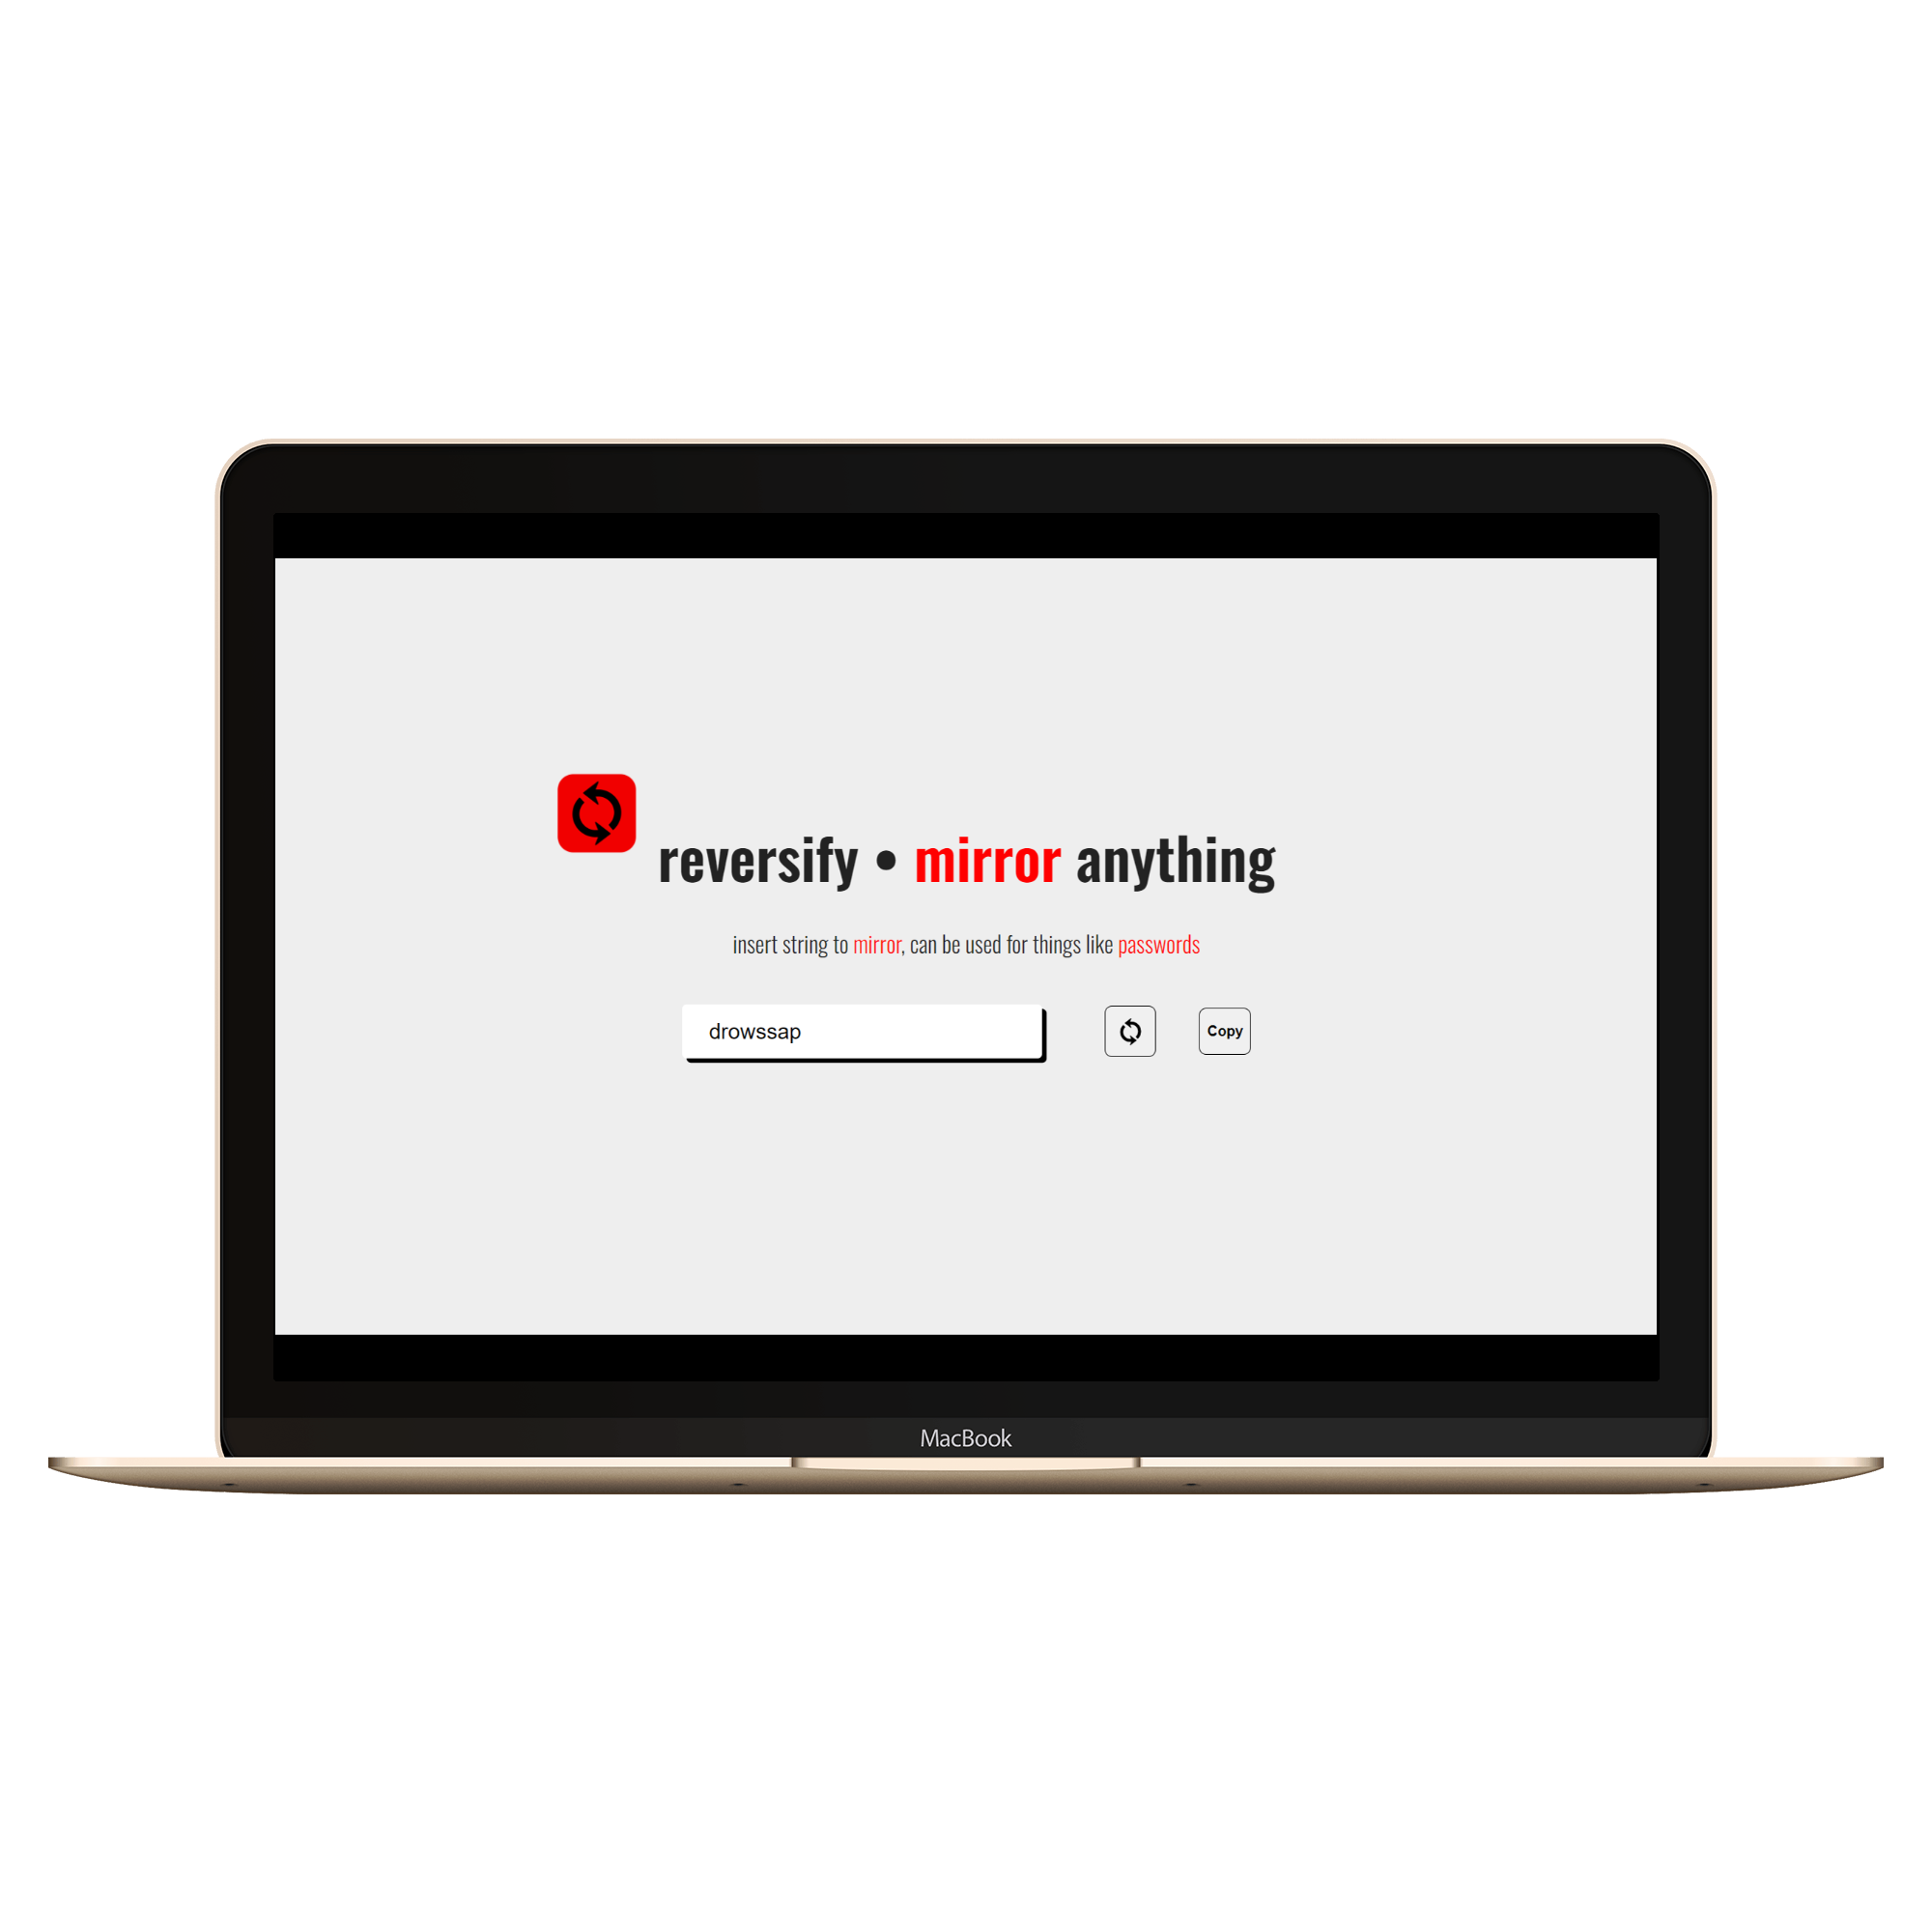 reversify • mirror anything
insert string to mirror, can be used for things like passwords
drowssap
Copy
MacBook